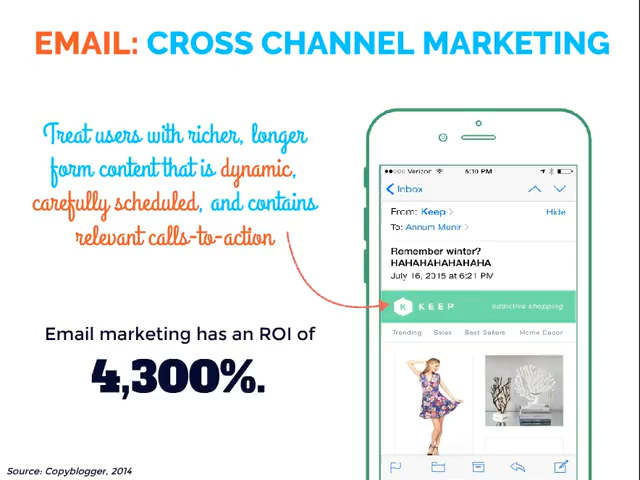 EMAIL: CROSS CHANNEL MARKETING
Treat users with richer, longer
form content that is dynamic,
carefully scheduled, and contains
relevant calls-to-action
Email marketing has an ROI of
4,300%.
Source: Copyblogger, 2014
Verizon 5:10 PM
Inbox
From: Keep
Hide
To: Annum Munir
Remember winter?
HAHAHAHAHAHA
July 16, 2015 at 6:21 PM
KEEP addictive shopping
Trending Sales Best Sellers Home Decor